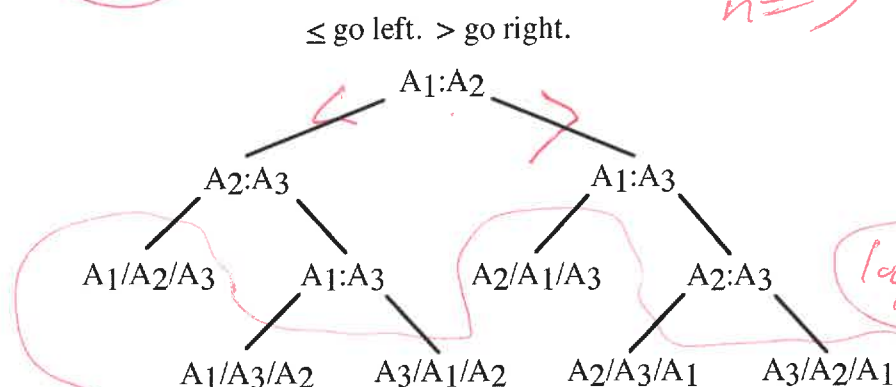 n =
≤ go left. > go right.
A1:A2
< >
A2:A3 A1:A3
A1/A2/A3 A1:A3 A2/A1/A3 A2:A3
A1/A3/A2 A3/A1/A2 A2/A3/A1 A3/A2/A1